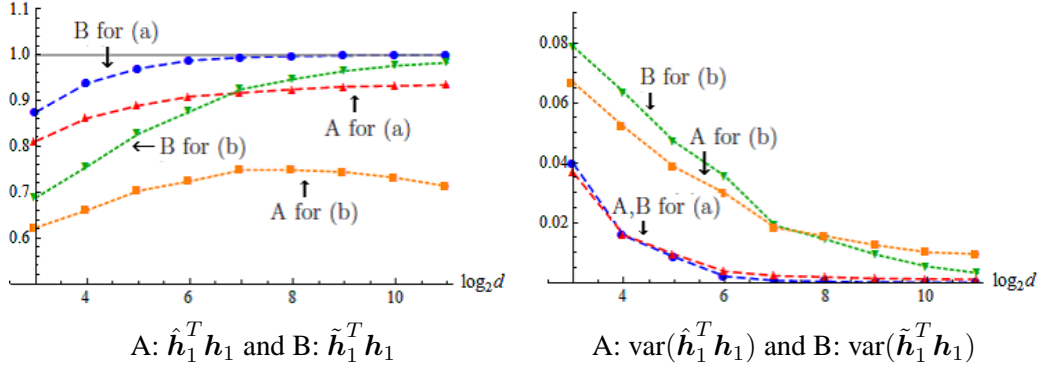 1.1
B for (a)
1.0
0.9
A for (a)
0.8
← B for (b)
0.7
A for (b)
0.6
4 6 8 10 log₂d
A: ĥ₁ᵀh₁ and B: h̃₁ᵀh₁
0.08
B for (b)
0.06
A for (b)
0.04
A,B for (a)
0.02
4 6 8 10 log₂d
A: var(ĥ₁ᵀh₁) and B: var(h̃₁ᵀh₁)